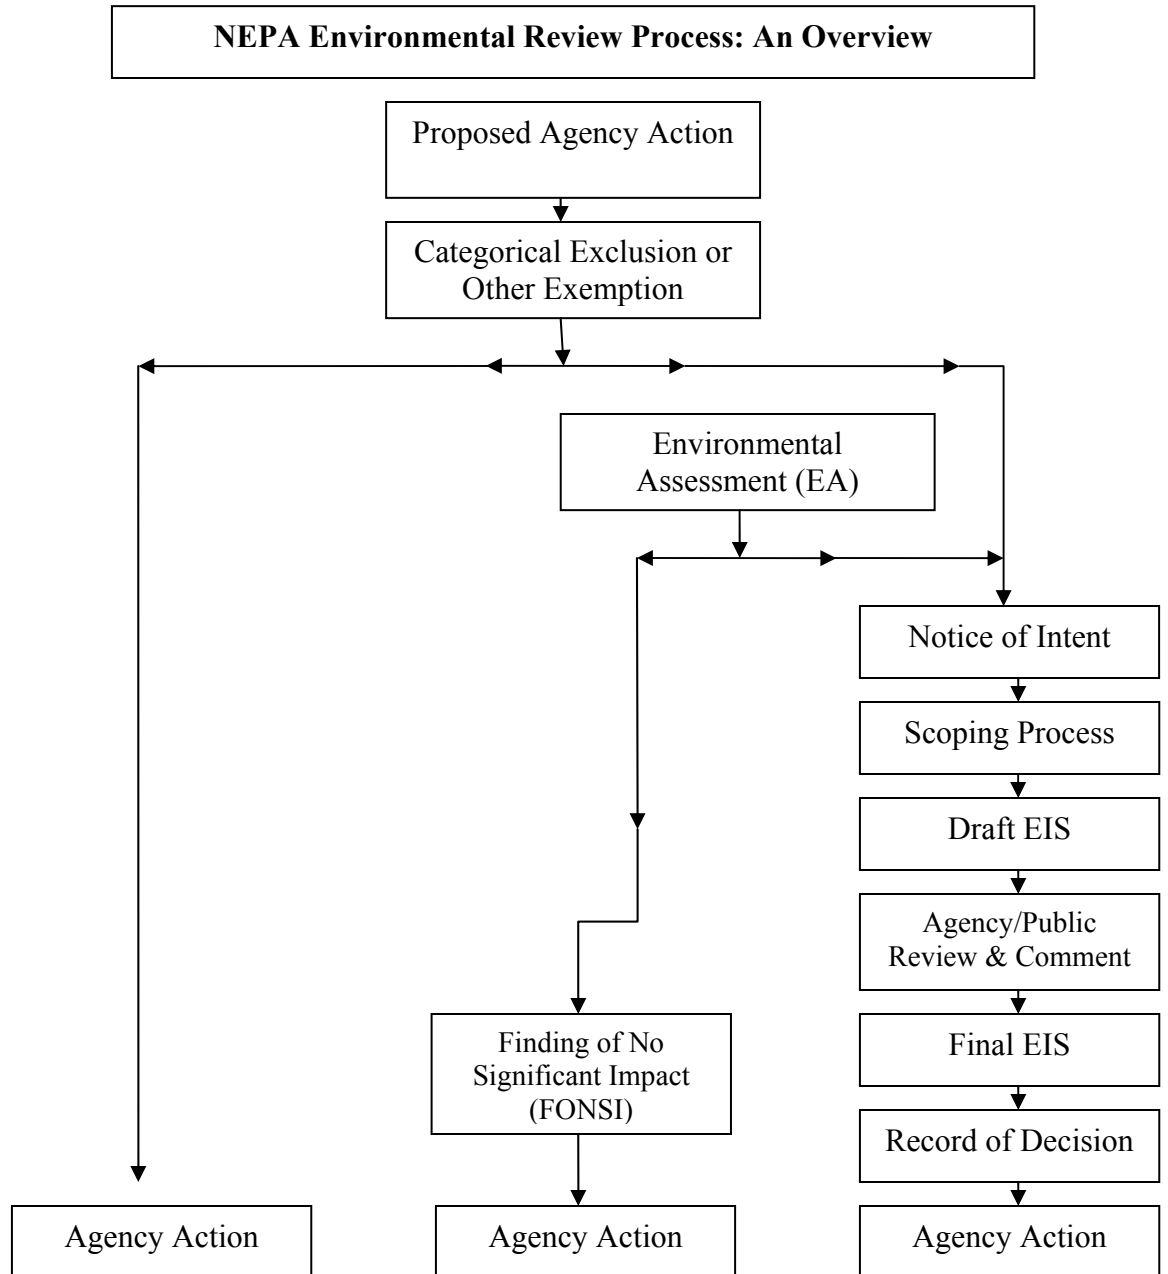 NEPA Environmental Review Process: An Overview
Proposed Agency Action
Categorical Exclusion or
Other Exemption
Environmental
Assessment (EA)
Notice of Intent
Scoping Process
Draft EIS
Agency/Public
Review & Comment
Finding of No
Significant Impact
(FONSI)
Final EIS
Record of Decision
Agency Action
Agency Action
Agency Action